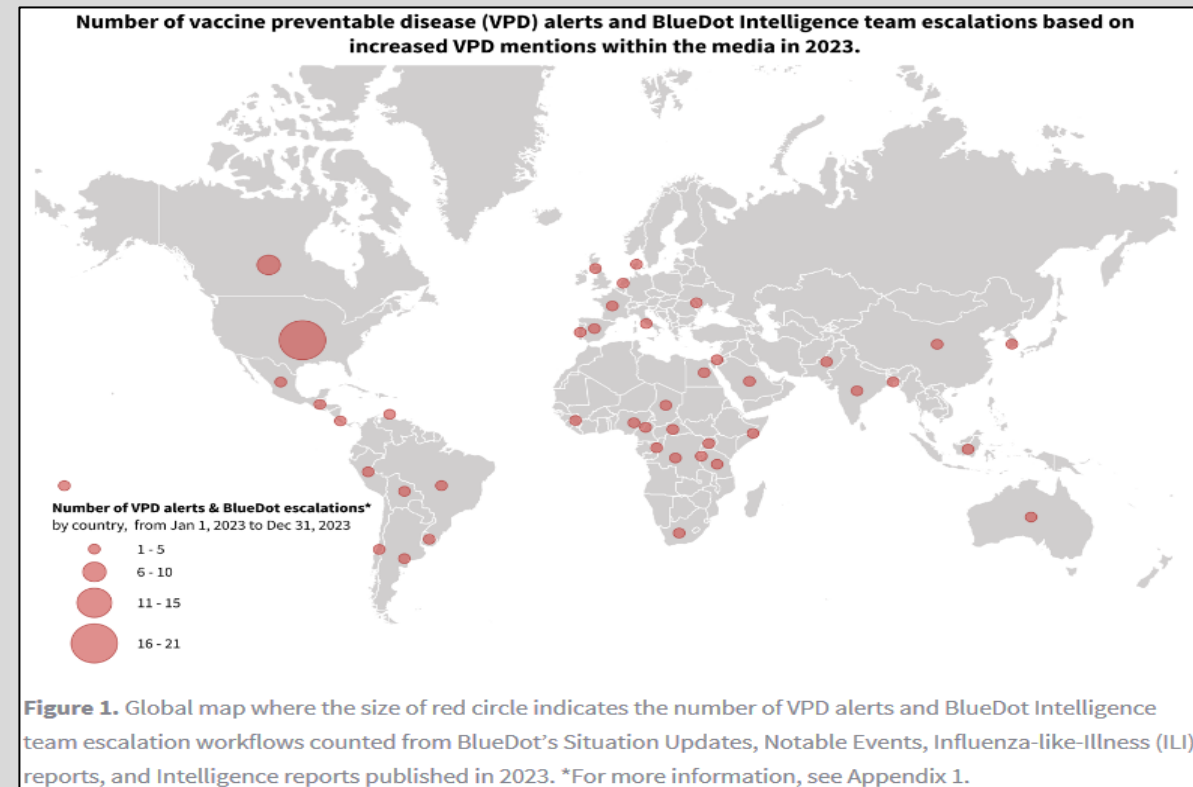 Number of vaccine preventable disease (VPD) alerts and BlueDot Intelligence team escalations based on
increased VPD mentions within the media in 2023.
Number of VPD alerts & BlueDot escalations*
by country, from Jan 1, 2023 to Dec 31, 2023
1 - 5
6 - 10
11 - 15
16 - 21
Figure 1. Global map where the size of red circle indicates the number of VPD alerts and BlueDot Intelligence
team escalation workflows counted from BlueDot’s Situation Updates, Notable Events, Influenza-like-Illness (ILI)
reports, and Intelligence reports published in 2023. *For more information, see Appendix 1.